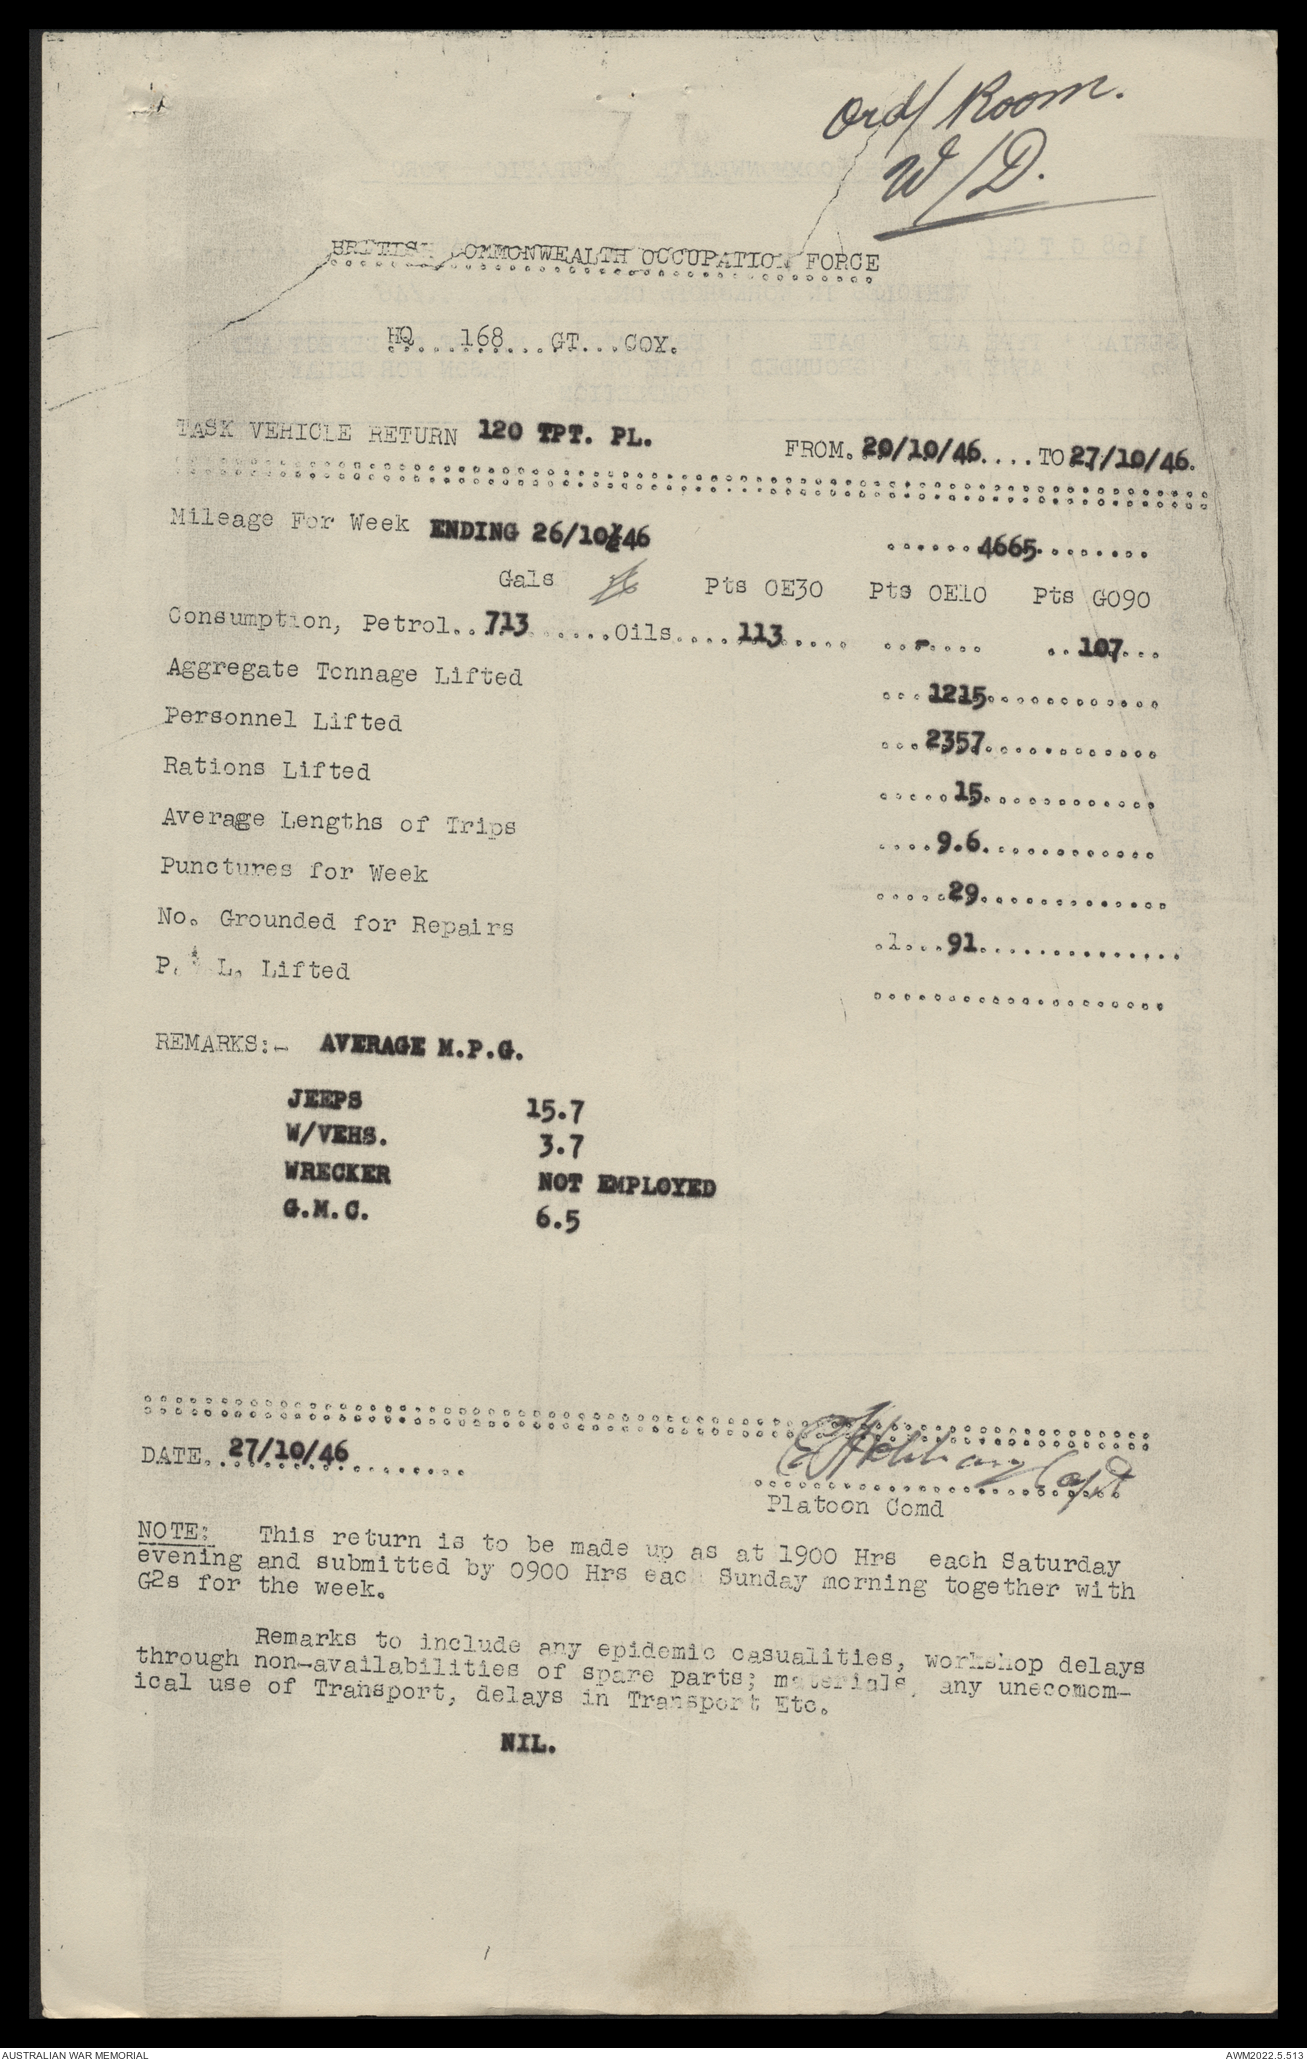 Ord/ Room.
W/D.
BRITISH COMMONWEALTH OCCUPATION FORCE
HQ...168...GT...COY.
TASK VEHICLE RETURN 120 TPT. PL. FROM. 20/10/46....TO 27/10/46.
Mileage For Week ENDING 26/10/46 ......4665........
Gals Pts OE30 Pts OE10 Pts GO90
Consumption, Petrol..713......Oils....113..... ..-.... ..107...
Aggregate Tonnage Lifted ...1215............
Personnel Lifted ...2357............
Rations Lifted .....15............
Average Lengths of Trips ....9.6............
Punctures for Week .....29.............
No. Grounded for Repairs .1...91..............
P. & L. Lifted ....................
REMARKS:- AVERAGE M.P.G.
JEEPS 15.7
W/VEHS. 3.7
WRECKER NOT EMPLOYED
G.M.C. 6.5
DATE. 27/10/46........
Capt
Platoon Comd
NOTE: This return is to be made up as at 1900 Hrs each Saturday
evening and submitted by 0900 Hrs each Sunday morning together with
G2s for the week.
Remarks to include any epidemic casualities, workshop delays
through non-availabilities of spare parts; materials, any unecomom-
ical use of Transport, delays in Transport Etc.
NIL.
AUSTRALIAN WAR MEMORIAL AWM2022.5.513